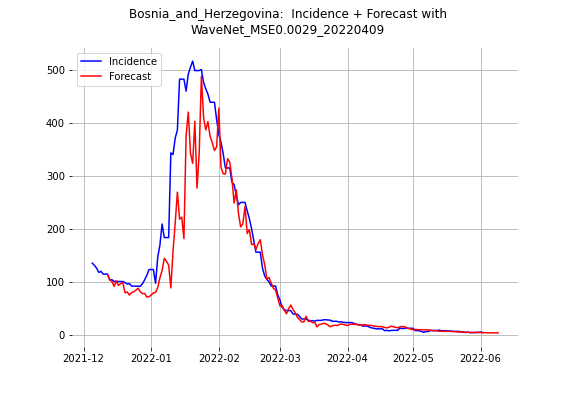 Bosnia_and_Herzegovina:  Incidence + Forecast with
WaveNet_MSE0.0029_20220409
Incidence
Forecast
500
400
300
200
100
0
2021-12 2022-01 2022-02 2022-03 2022-04 2022-05 2022-06